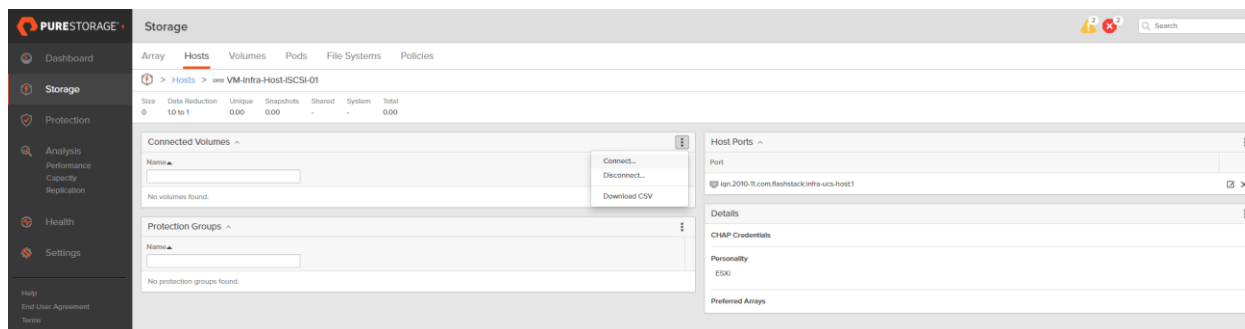 PURESTORAGE®
Dashboard
Storage
Protection
Analysis
Performance
Capacity
Replication
Health
Settings
Help
End User Agreement
Terms
Storage
2
2
Search
Array Hosts Volumes Pods File Systems Policies
> Hosts > VM-Infra-Host-iSCSI-01
Size Data Reduction Unique Snapshots Shared System Total
0 1.0 to 1 0.00 0.00 - - 0.00
Connected Volumes
Name
No volumes found.
Connect...
Disconnect...
Download CSV
Protection Groups
Name
No protection groups found.
Host Ports
Port
iqn.2010-11.com.flashstack:infra-ucs-host:1
Details
CHAP Credentials
Personality
ESXi
Preferred Arrays